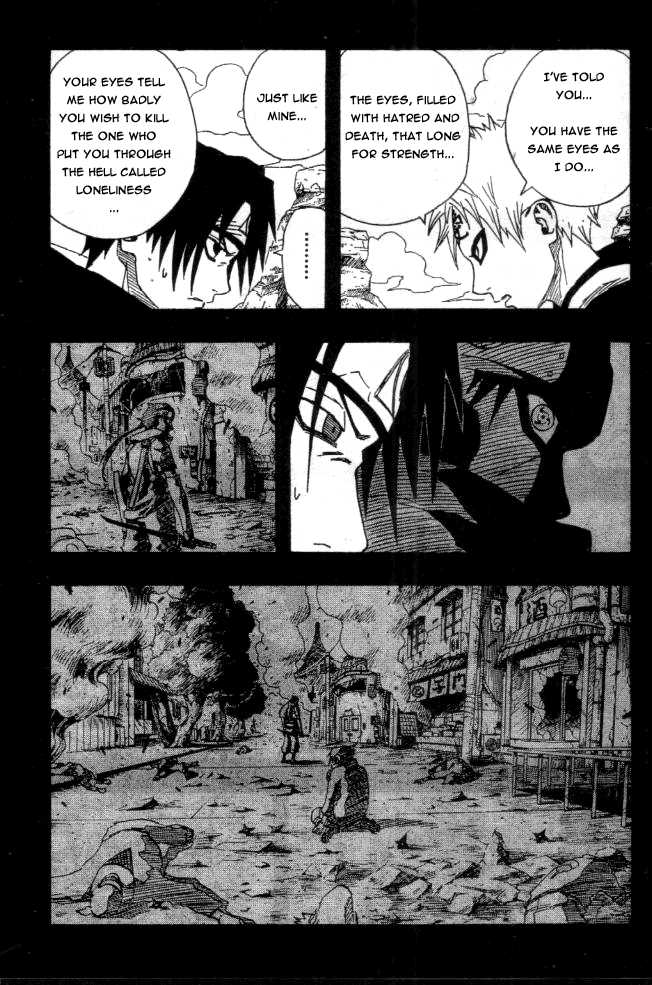 I'VE TOLD
YOU...
YOU HAVE THE
SAME EYES AS
I DO...
THE EYES, FILLED
WITH HATRED AND
DEATH, THAT LONG
FOR STRENGTH...
JUST LIKE
MINE...
YOUR EYES TELL
ME HOW BADLY
YOU WISH TO KILL
THE ONE WHO
PUT YOU THROUGH
THE HELL CALLED
LONELINESS
...
.........
酒